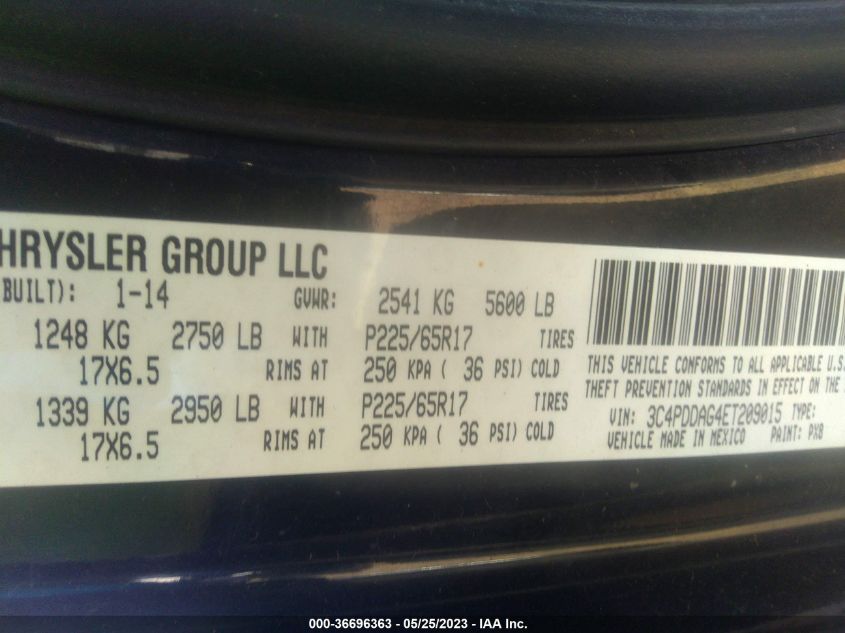 HRYSLER GROUP LLC
BUILT): 1-14 GVWR: 2541 KG 5600 LB
1248 KG 2750 LB WITH P225/65R17 TIRES
17X6.5 RIMS AT 250 KPA ( 36 PSI) COLD
1339 KG 2950 LB WITH P225/65R17 TIRES
17X6.5 RIMS AT 250 KPA ( 36 PSI) COLD
THIS VEHICLE CONFORMS TO ALL APPLICABLE U.S.
THEFT PREVENTION STANDARDS IN EFFECT ON THE
VIN: 3C4PDDAG4ET209015 TYPE:
VEHICLE MADE IN MEXICO PAINT: PX8
000-36696363 - 05/25/2023 - IAA Inc.